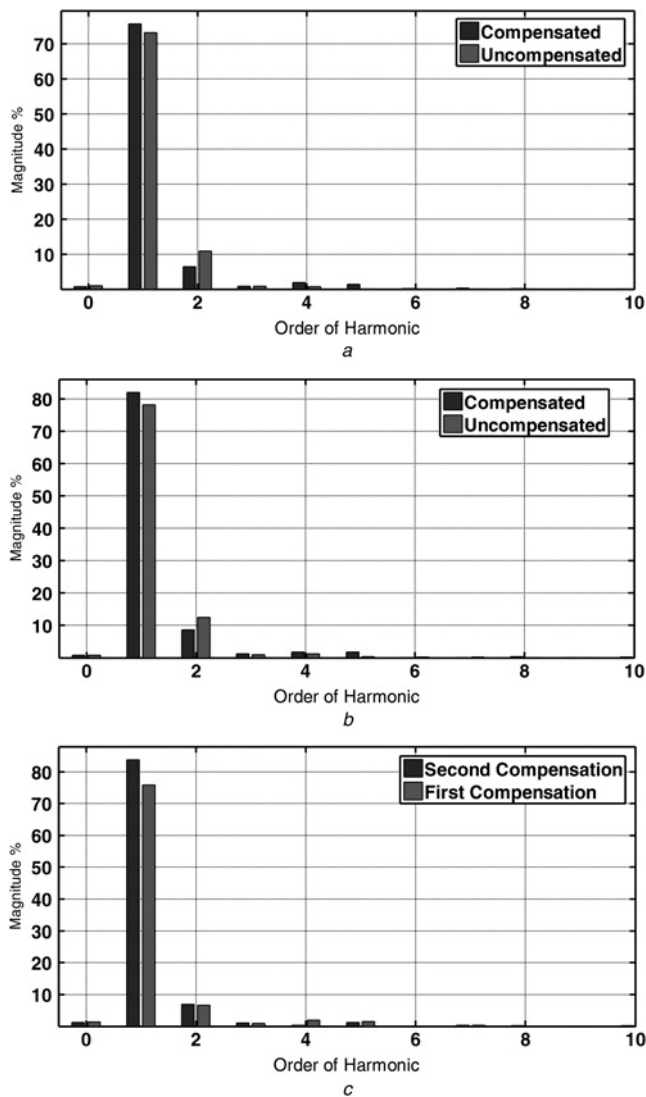 Compensated
Uncompensated
Magnitude %
70
60
50
40
30
20
10
0
2
4
6
8
10
Order of Harmonic
a
Compensated
Uncompensated
Magnitude %
80
70
60
50
40
30
20
10
0
2
4
6
8
10
Order of Harmonic
b
Second Compensation
First Compensation
Magnitude %
80
70
60
50
40
30
20
10
0
2
4
6
8
10
Order of Harmonic
c